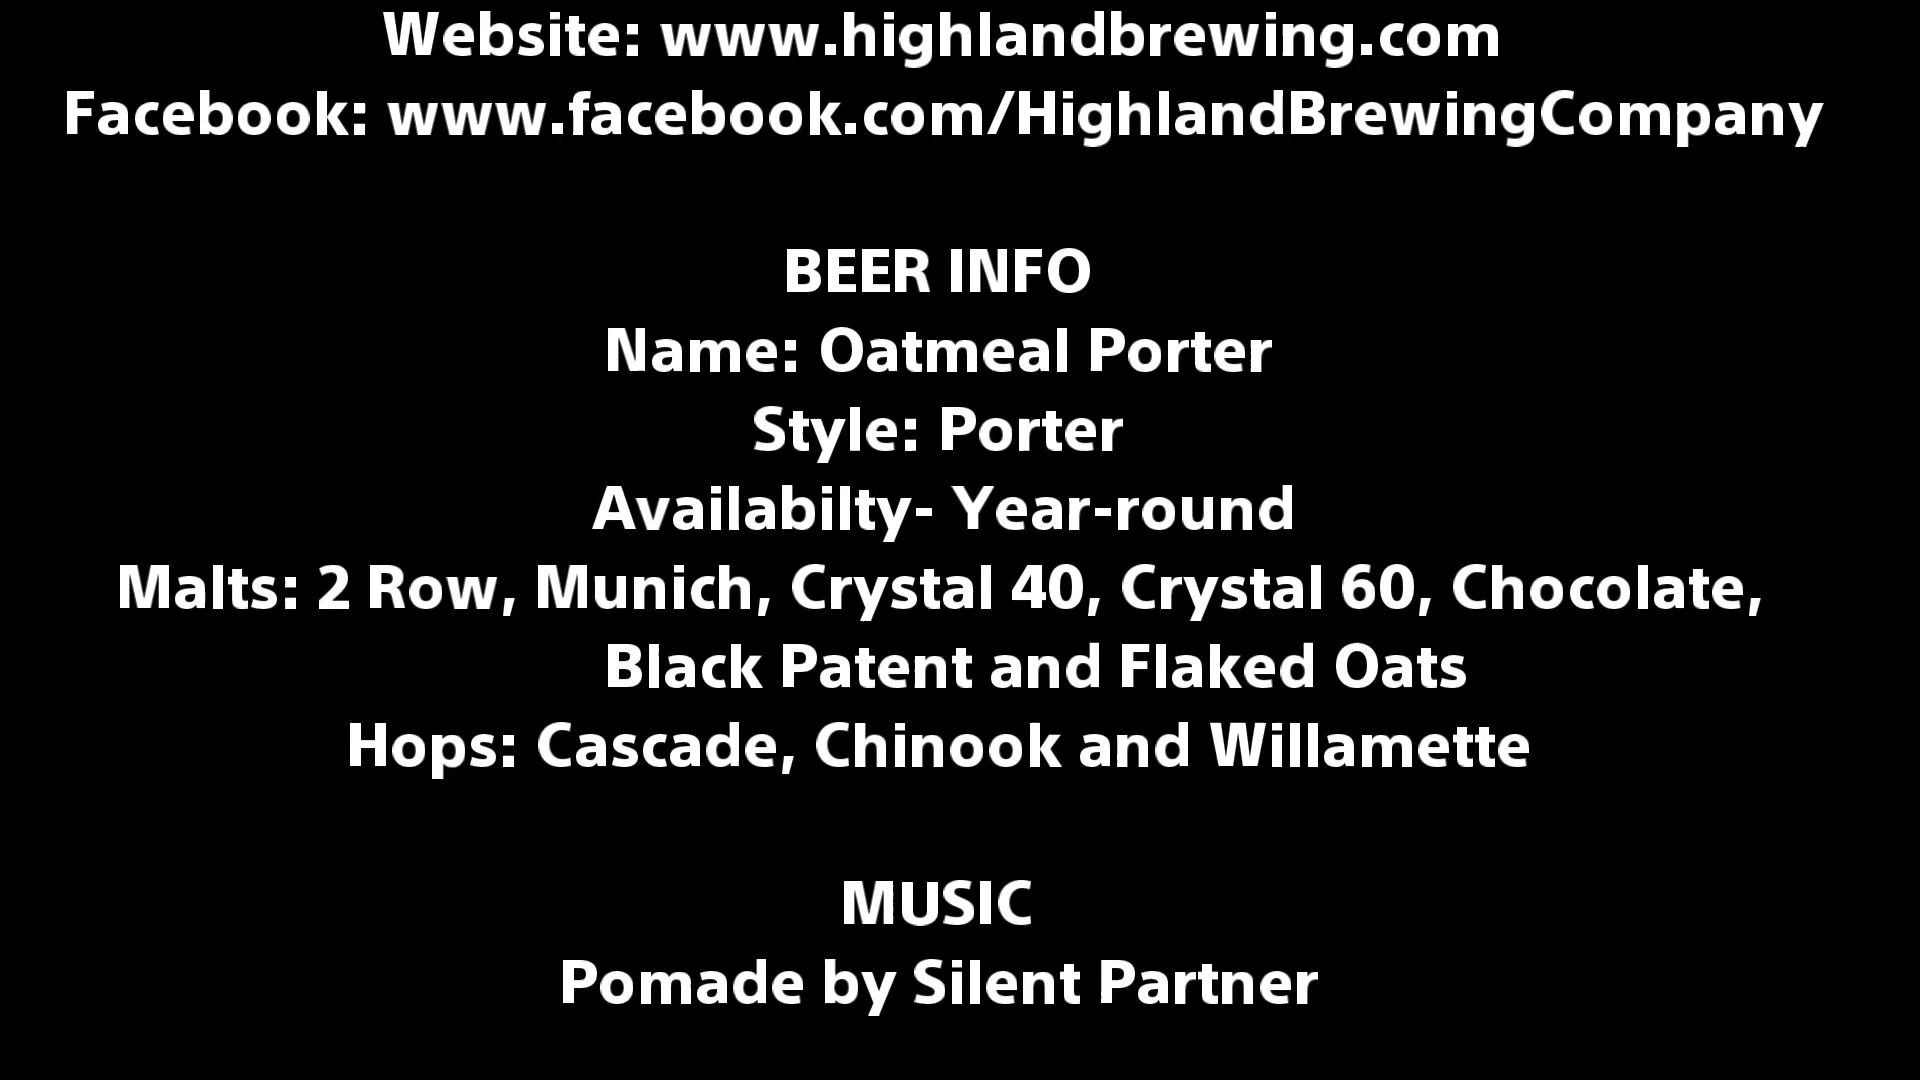 Website: www.highlandbrewing.com
Facebook: www.facebook.com/HighlandBrewingCompany
BEER INFO
Name: Oatmeal Porter
Style: Porter
Availabilty- Year-round
Malts: 2 Row, Munich, Crystal 40, Crystal 60, Chocolate,
Black Patent and Flaked Oats
Hops: Cascade, Chinook and Willamette
MUSIC
Pomade by Silent Partner